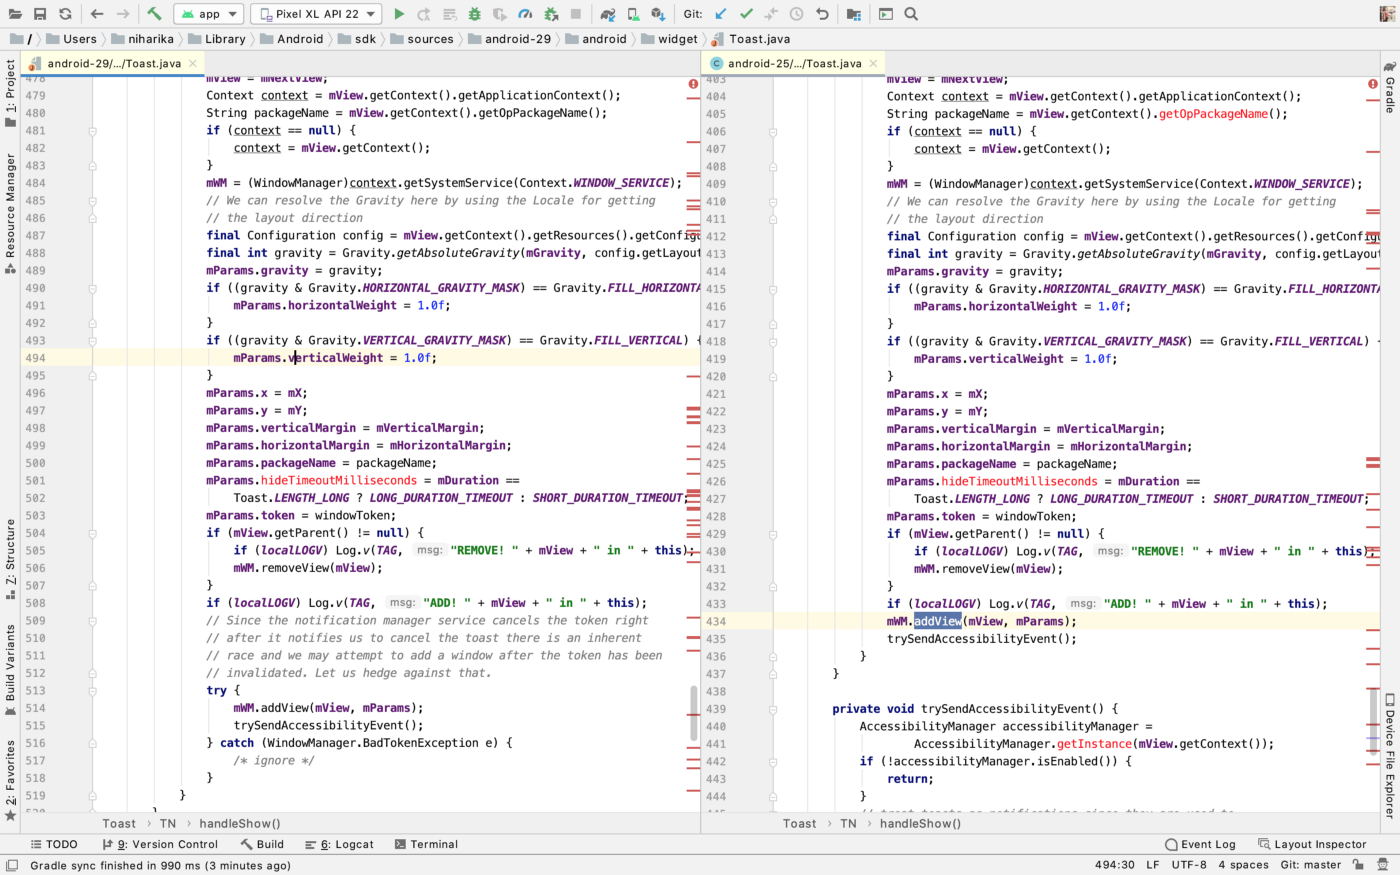 app
Pixel XL API 22
Git:
/ Users niharika Library Android sdk sources android-29 android widget Toast.java
android-29/.../Toast.java
android-25/.../Toast.java
1: Project
Resource Manager
Z: Structure
Build Variants
2: Favorites
478 mView = mNextView;
479 Context context = mView.getContext().getApplicationContext();
480 String packageName = mView.getContext().getOpPackageName();
481 if (context == null) {
482 context = mView.getContext();
483 }
484 mWM = (WindowManager)context.getSystemService(Context.WINDOW_SERVICE);
485 // We can resolve the Gravity here by using the Locale for getting
486 // the layout direction
487 final Configuration config = mView.getContext().getResources().getConfigu
488 final int gravity = Gravity.getAbsoluteGravity(mGravity, config.getLayout
489 mParams.gravity = gravity;
490 if ((gravity & Gravity.HORIZONTAL_GRAVITY_MASK) == Gravity.FILL_HORIZONTA
491 mParams.horizontalWeight = 1.0f;
492 }
493 if ((gravity & Gravity.VERTICAL_GRAVITY_MASK) == Gravity.FILL_VERTICAL) {
494 mParams.verticalWeight = 1.0f;
495 }
496 mParams.x = mX;
497 mParams.y = mY;
498 mParams.verticalMargin = mVerticalMargin;
499 mParams.horizontalMargin = mHorizontalMargin;
500 mParams.packageName = packageName;
501 mParams.hideTimeoutMilliseconds = mDuration ==
502 Toast.LENGTH_LONG ? LONG_DURATION_TIMEOUT : SHORT_DURATION_TIMEOUT;
503 mParams.token = windowToken;
504 if (mView.getParent() != null) {
505 if (localLOGV) Log.v(TAG, msg: "REMOVE! " + mView + " in " + this);
506 mWM.removeView(mView);
507 }
508 if (localLOGV) Log.v(TAG, msg: "ADD! " + mView + " in " + this);
509 // Since the notification manager service cancels the token right
510 // after it notifies us to cancel the toast there is an inherent
511 // race and we may attempt to add a window after the token has been
512 // invalidated. Let us hedge against that.
513 try {
514 mWM.addView(mView, mParams);
515 trySendAccessibilityEvent();
516 } catch (WindowManager.BadTokenException e) {
517 /* ignore */
518 }
519 }
520 }
Toast › TN › handleShow()
403 mView = mNextView;
404 Context context = mView.getContext().getApplicationContext();
405 String packageName = mView.getContext().getOpPackageName();
406 if (context == null) {
407 context = mView.getContext();
408 }
409 mWM = (WindowManager)context.getSystemService(Context.WINDOW_SERVICE);
410 // We can resolve the Gravity here by using the Locale for getting
411 // the layout direction
412 final Configuration config = mView.getContext().getResources().getConfig
413 final int gravity = Gravity.getAbsoluteGravity(mGravity, config.getLayout
414 mParams.gravity = gravity;
415 if ((gravity & Gravity.HORIZONTAL_GRAVITY_MASK) == Gravity.FILL_HORIZONTA
416 mParams.horizontalWeight = 1.0f;
417 }
418 if ((gravity & Gravity.VERTICAL_GRAVITY_MASK) == Gravity.FILL_VERTICAL)
419 mParams.verticalWeight = 1.0f;
420 }
421 mParams.x = mX;
422 mParams.y = mY;
423 mParams.verticalMargin = mVerticalMargin;
424 mParams.horizontalMargin = mHorizontalMargin;
425 mParams.packageName = packageName;
426 mParams.hideTimeoutMilliseconds = mDuration ==
427 Toast.LENGTH_LONG ? LONG_DURATION_TIMEOUT : SHORT_DURATION_TIMEOUT;
428 mParams.token = windowToken;
429 if (mView.getParent() != null) {
430 if (localLOGV) Log.v(TAG, msg: "REMOVE! " + mView + " in " + this);
431 mWM.removeView(mView);
432 }
433 if (localLOGV) Log.v(TAG, msg: "ADD! " + mView + " in " + this);
434 mWM.addView(mView, mParams);
435 trySendAccessibilityEvent();
436 }
437 }
438
439 private void trySendAccessibilityEvent() {
440 AccessibilityManager accessibilityManager =
441 AccessibilityManager.getInstance(mView.getContext());
442 if (!accessibilityManager.isEnabled()) {
443 return;
444 }
445 // treat toasts as notifications since they are used to
Toast › TN › handleShow()
Gradle
Device File Explorer
TODO 9: Version Control Build 6: Logcat Terminal Event Log Layout Inspector
Gradle sync finished in 990 ms (3 minutes ago) 494:30 LF UTF-8 4 spaces Git: master